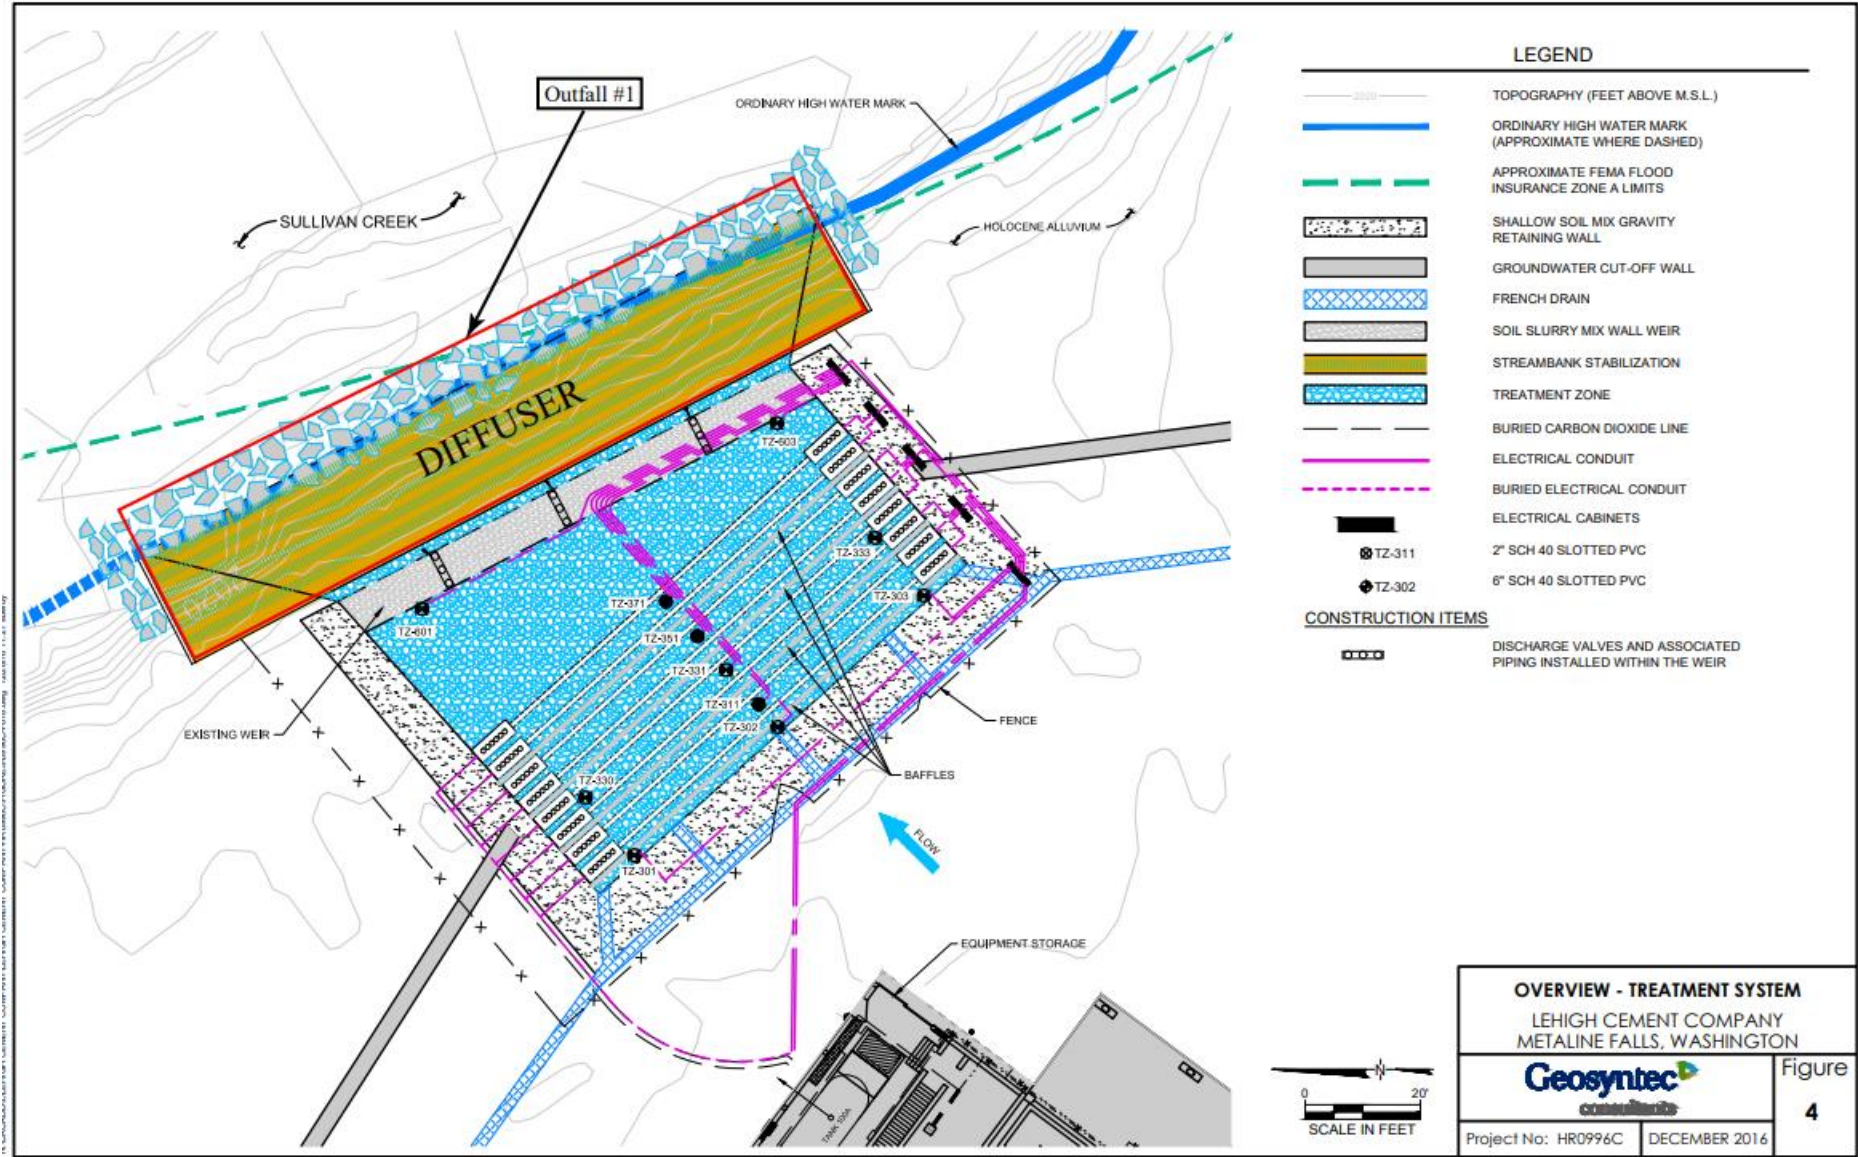 Outfall #1
ORDINARY HIGH WATER MARK
SULLIVAN CREEK
HOLOCENE ALLUVIUM
DIFFUSER
TZ-603
TZ-333
TZ-303
TZ-371
TZ-601
TZ-351
TZ-331
TZ-311
TZ-302
EXISTING WEIR
FENCE
BAFFLES
TZ-330
FLOW
TZ-301
EQUIPMENT STORAGE
TANK 100A
LEGEND
2020
TOPOGRAPHY (FEET ABOVE M.S.L.)
ORDINARY HIGH WATER MARK
(APPROXIMATE WHERE DASHED)
APPROXIMATE FEMA FLOOD
INSURANCE ZONE A LIMITS
SHALLOW SOIL MIX GRAVITY
RETAINING WALL
GROUNDWATER CUT-OFF WALL
FRENCH DRAIN
SOIL SLURRY MIX WALL WEIR
STREAMBANK STABILIZATION
TREATMENT ZONE
BURIED CARBON DIOXIDE LINE
ELECTRICAL CONDUIT
BURIED ELECTRICAL CONDUIT
ELECTRICAL CABINETS
TZ-311 2" SCH 40 SLOTTED PVC
TZ-302 6" SCH 40 SLOTTED PVC
CONSTRUCTION ITEMS
DISCHARGE VALVES AND ASSOCIATED
PIPING INSTALLED WITHIN THE WEIR
N
0 20'
SCALE IN FEET
OVERVIEW - TREATMENT SYSTEM
LEHIGH CEMENT COMPANY
METALINE FALLS, WASHINGTON
Geosyntec
consultants
Figure
4
Project No: HR0996C
DECEMBER 2016